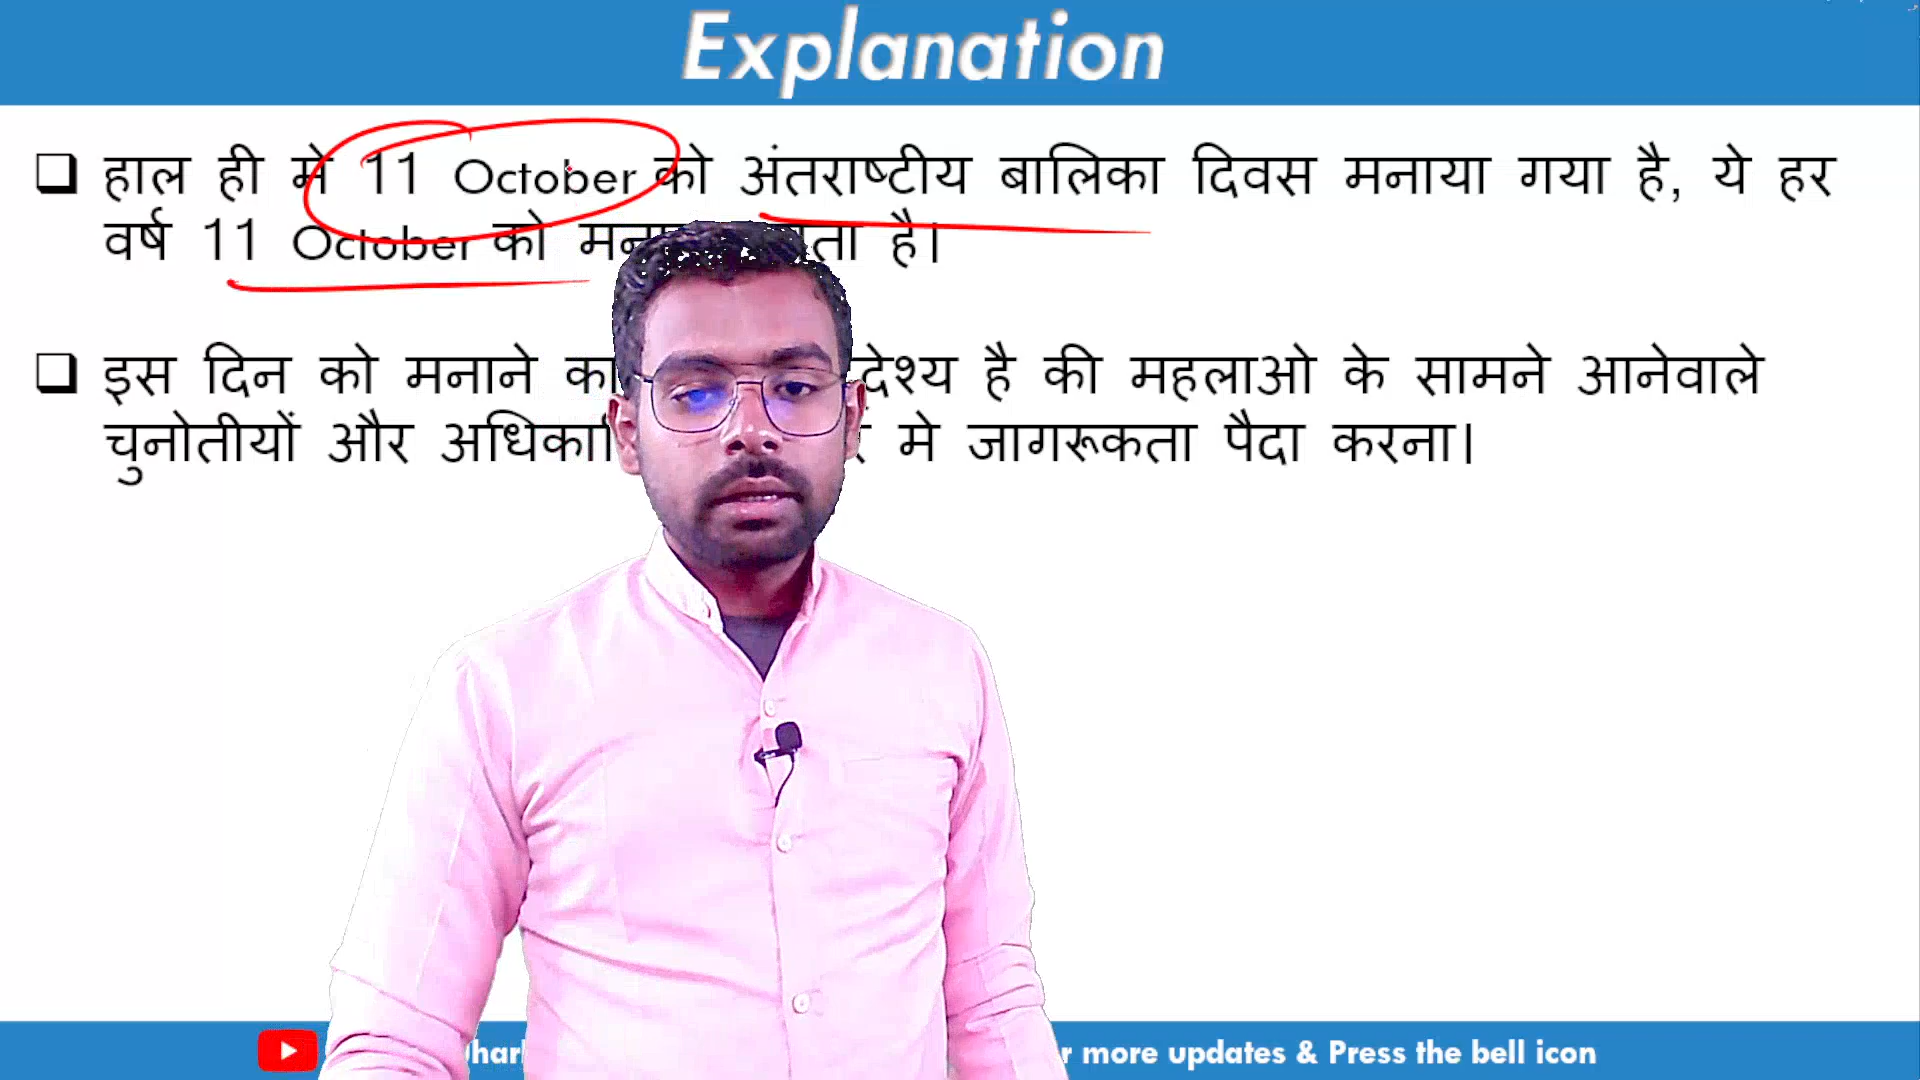 Explanation
हाल ही मे 11 October को अंतराष्टीय बालिका दिवस मनाया गया है, ये हर
वर्ष 11 October को है।
इस दिन को मनाने है की महलाओ के सामने आनेवाले
चुनोतीयों और मे जागरूकता पैदा करना।
more updates & Press the bell icon